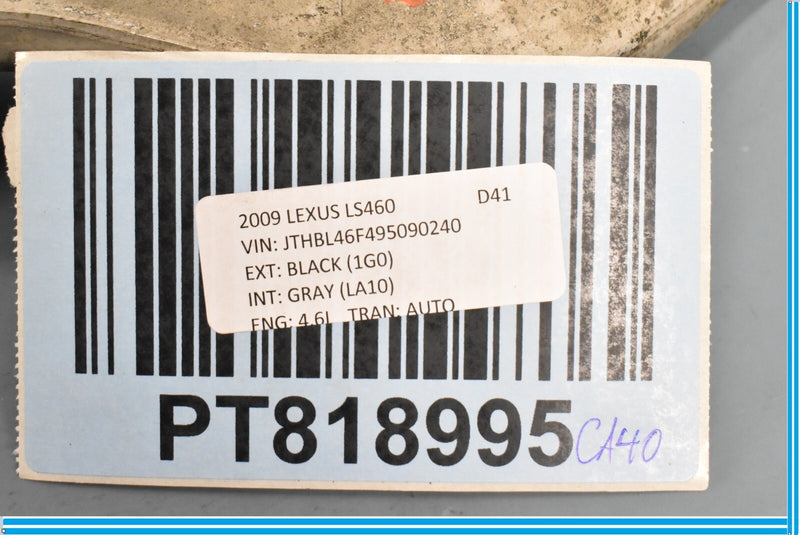 2009 LEXUS LS460 D41
VIN: JTHBL46F495090240
EXT: BLACK (1G0)
INT: GRAY (LA10)
ENG: 4.6L TRAN: AUTO
PT818995 CA40